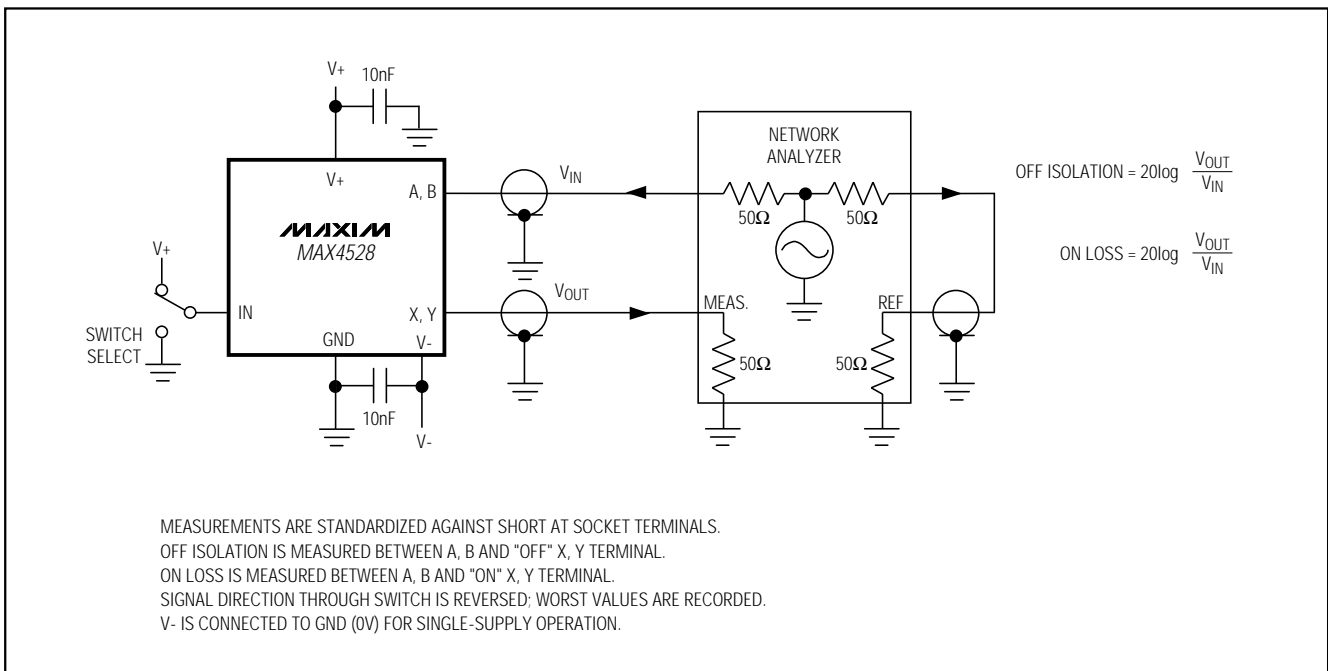 V+
10nF
V+
A, B
MAXIM
MAX4528
V+
IN
SWITCH
SELECT
X, Y
GND
V-
10nF
V-
VIN
VOUT
NETWORK
ANALYZER
50Ω
50Ω
MEAS.
REF
50Ω
50Ω
OFF ISOLATION = 20log VOUT
VIN
ON LOSS = 20log VOUT
VIN
MEASUREMENTS ARE STANDARDIZED AGAINST SHORT AT SOCKET TERMINALS.
OFF ISOLATION IS MEASURED BETWEEN A, B AND "OFF" X, Y TERMINAL.
ON LOSS IS MEASURED BETWEEN A, B AND "ON" X, Y TERMINAL.
SIGNAL DIRECTION THROUGH SWITCH IS REVERSED; WORST VALUES ARE RECORDED.
V- IS CONNECTED TO GND (0V) FOR SINGLE-SUPPLY OPERATION.